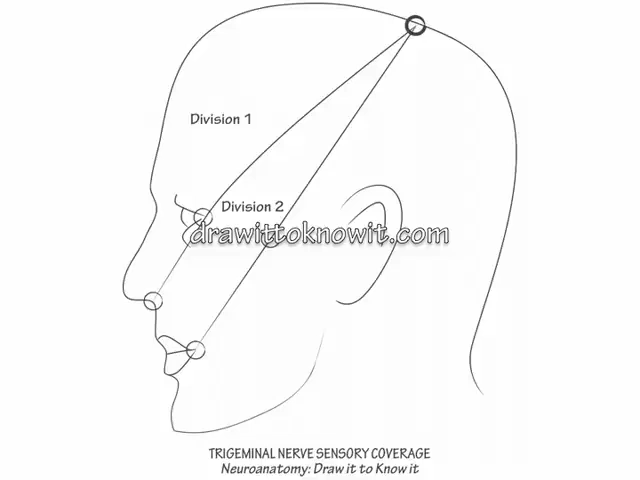 Division 1
Division 2
drawittoknowit.com
TRIGEMINAL NERVE SENSORY COVERAGE
Neuroanatomy: Draw it to Know it